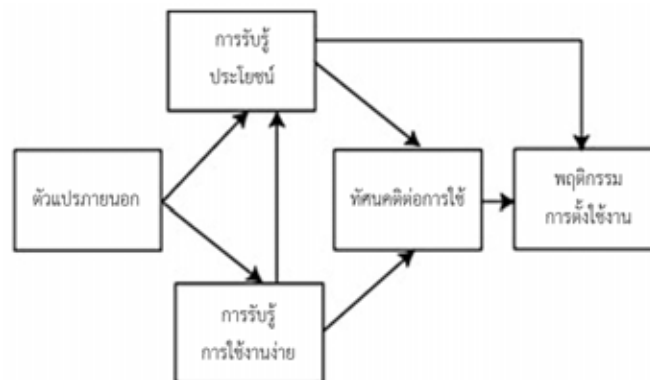 การรับรู้
ประโยชน์
ตัวแปรภายนอก
ทัศนคติต่อการใช้
พฤติกรรม
การตั้งใช้งาน
การรับรู้
การใช้งานง่าย